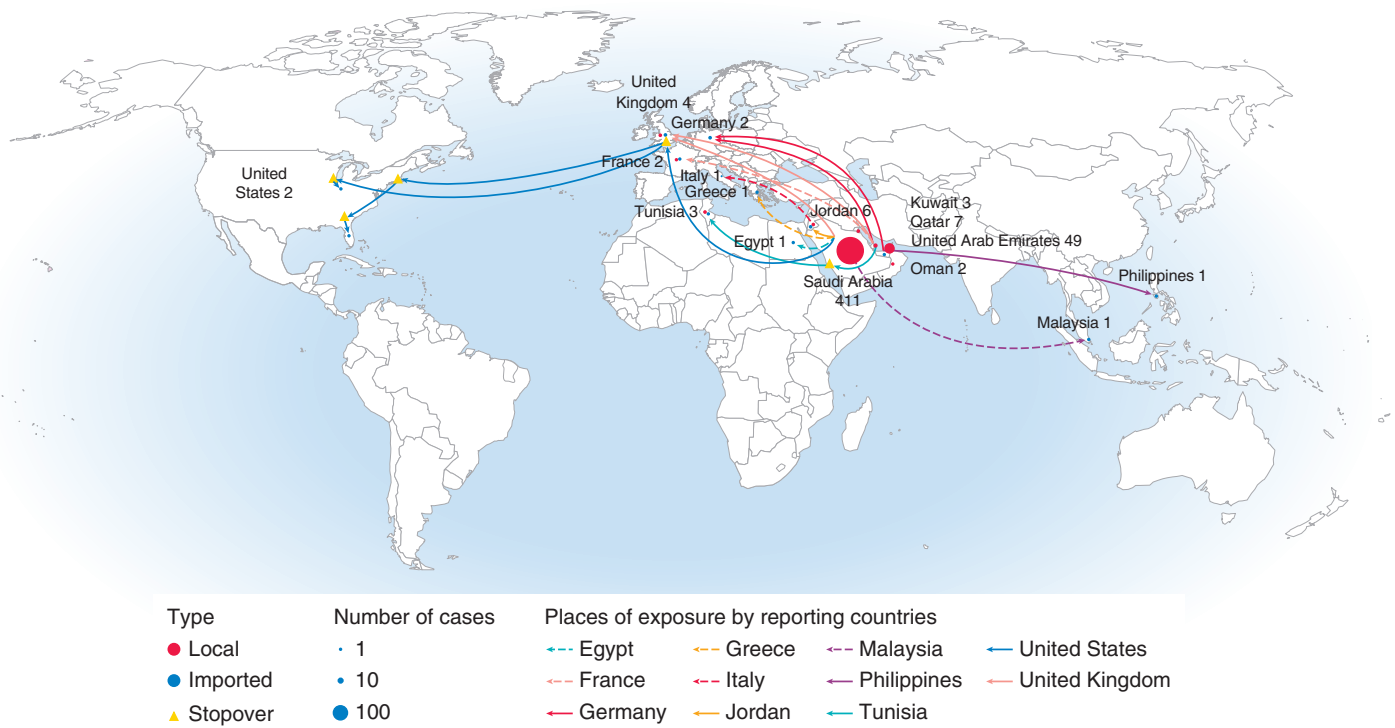 United
Kingdom 4
Germany 2
France 2
United
States 2
Italy 1
Greece 1
Tunisia 3
Jordan 6
Kuwait 3
Qatar 7
Egypt 1
United Arab Emirates 49
Oman 2
Saudi Arabia
411
Philippines 1
Malaysia 1
Type
Local
Imported
Stopover
Number of cases
1
10
100
Places of exposure by reporting countries
Egypt
Greece
Malaysia
United States
France
Italy
Philippines
United Kingdom
Germany
Jordan
Tunisia